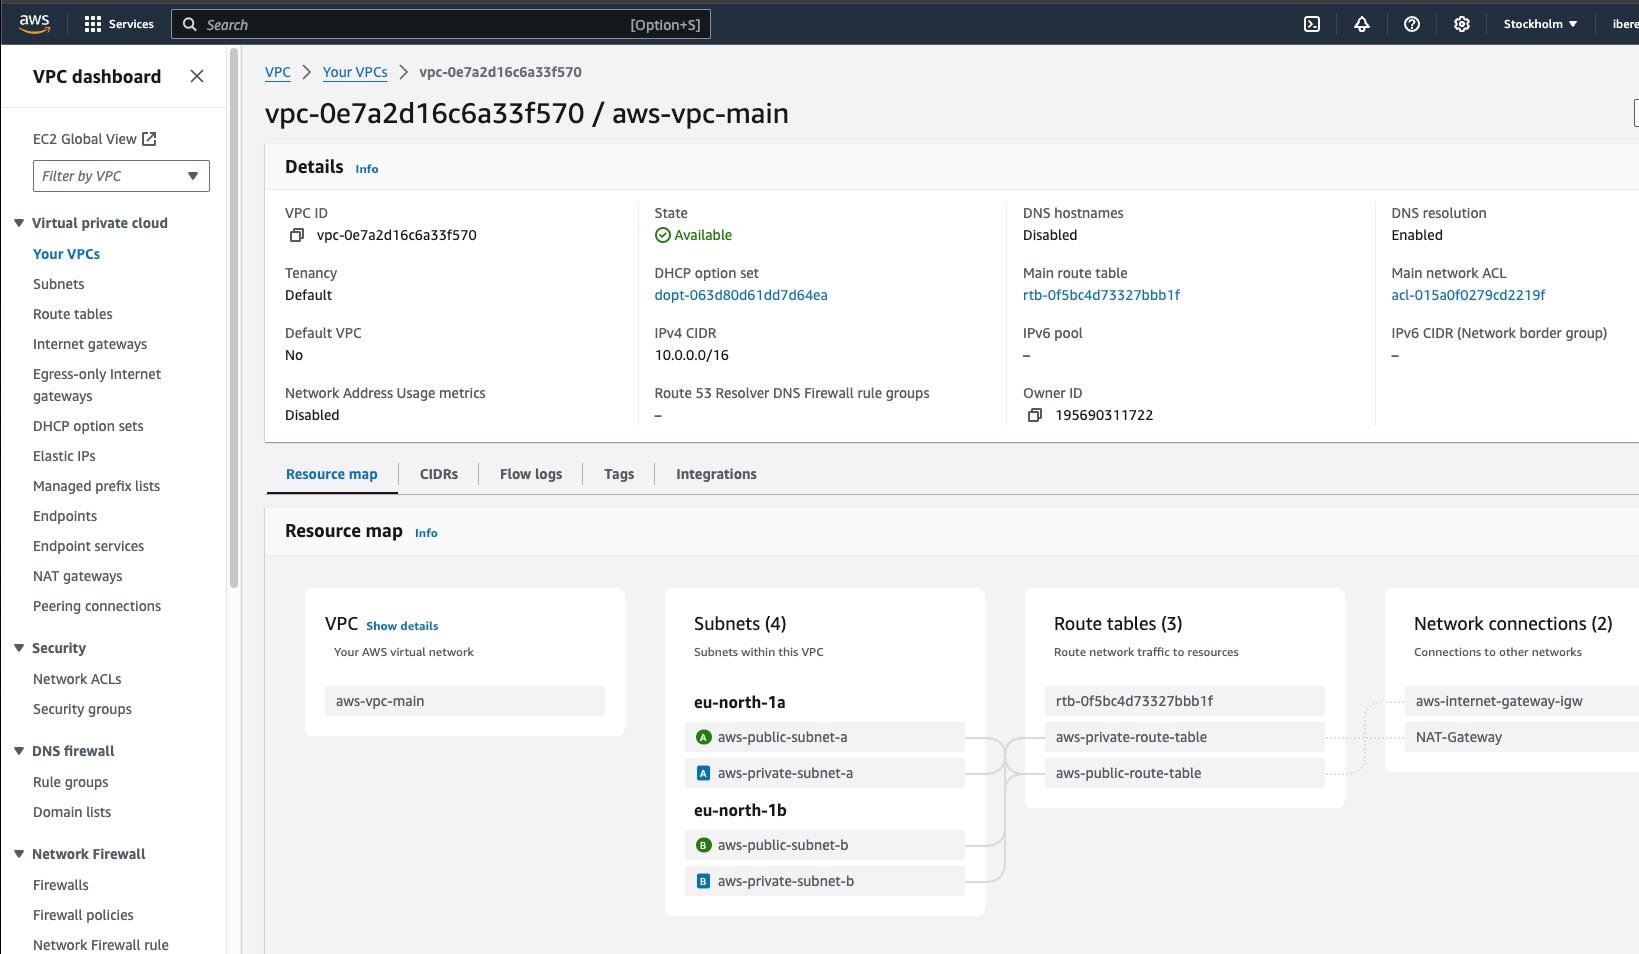 aws
Services
Search
[Option+S]
Stockholm
ibere
VPC dashboard
EC2 Global View
Filter by VPC
Virtual private cloud
Your VPCs
Subnets
Route tables
Internet gateways
Egress-only Internet
gateways
DHCP option sets
Elastic IPs
Managed prefix lists
Endpoints
Endpoint services
NAT gateways
Peering connections
Security
Network ACLs
Security groups
DNS firewall
Rule groups
Domain lists
Network Firewall
Firewalls
Firewall policies
Network Firewall rule
VPC > Your VPCs > vpc-0e7a2d16c6a33f570
vpc-0e7a2d16c6a33f570 / aws-vpc-main
Details Info
VPC ID
vpc-0e7a2d16c6a33f570
State
Available
DNS hostnames
Disabled
DNS resolution
Enabled
Tenancy
Default
DHCP option set
dopt-063d80d61dd7d64ea
Main route table
rtb-0f5bc4d73327bbb1f
Main network ACL
acl-015a0f0279cd2219f
Default VPC
No
IPv4 CIDR
10.0.0.0/16
IPv6 pool
–
IPv6 CIDR (Network border group)
–
Network Address Usage metrics
Disabled
Route 53 Resolver DNS Firewall rule groups
–
Owner ID
195690311722
Resource map
CIDRs
Flow logs
Tags
Integrations
Resource map Info
VPC Show details
Your AWS virtual network
aws-vpc-main
Subnets (4)
Subnets within this VPC
eu-north-1a
A aws-public-subnet-a
A aws-private-subnet-a
eu-north-1b
B aws-public-subnet-b
B aws-private-subnet-b
Route tables (3)
Route network traffic to resources
rtb-0f5bc4d73327bbb1f
aws-private-route-table
aws-public-route-table
Network connections (2)
Connections to other networks
aws-internet-gateway-igw
NAT-Gateway